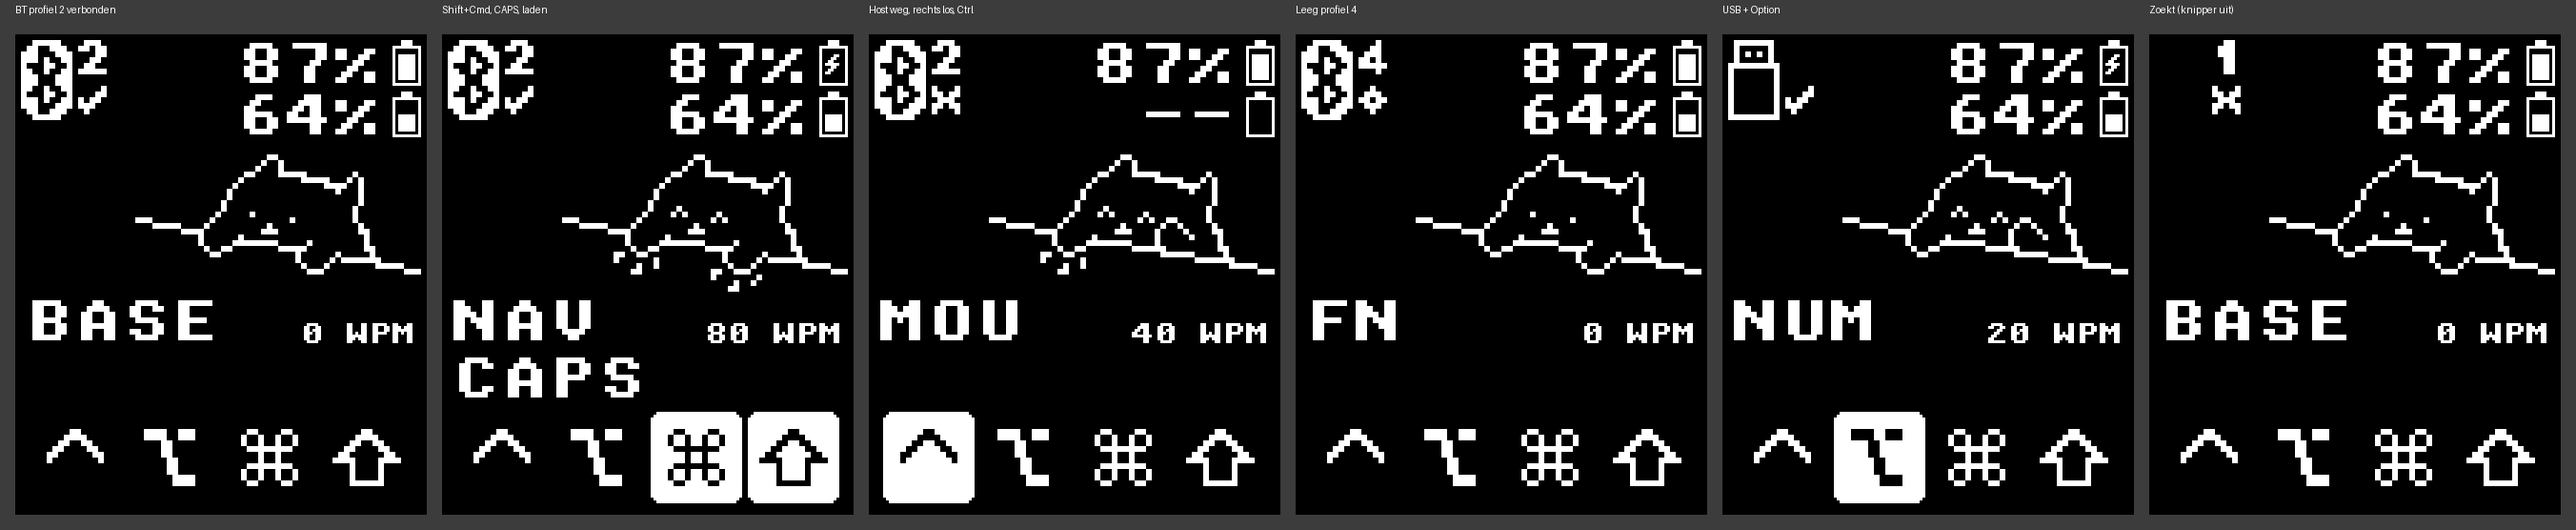 BT profiel 2 verbonden
2 87%
64%
BASE 0 WPM
Shift+Cmd, CAPS, laden
2 87%
64%
NAV 80 WPM
CAPS
Host weg, rechts los, Ctrl
2 87%
--
MOU 40 WPM
Leeg profiel 4
4 87%
64%
FN 0 WPM
USB + Option
87%
64%
NUM 20 WPM
Zoekt (knipper uit)
1 87%
64%
BASE 0 WPM